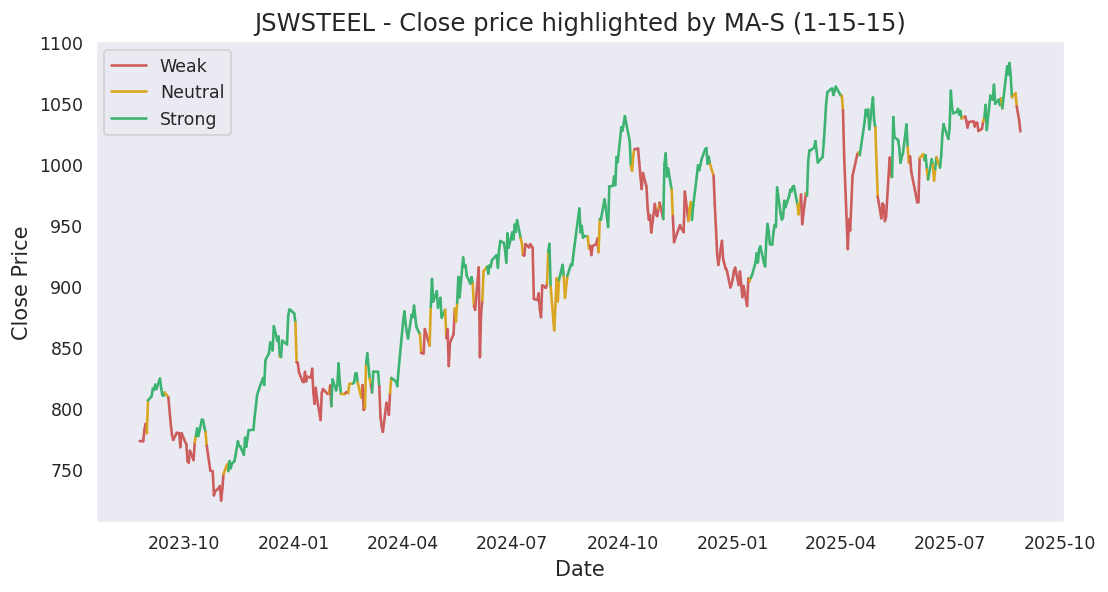 JSWSTEEL - Close price highlighted by MA-S (1-15-15)
Weak
Neutral
Strong
Close Price
1100
1050
1000
950
900
850
800
750
2023-10
2024-01
2024-04
2024-07
2024-10
2025-01
2025-04
2025-07
2025-10
Date